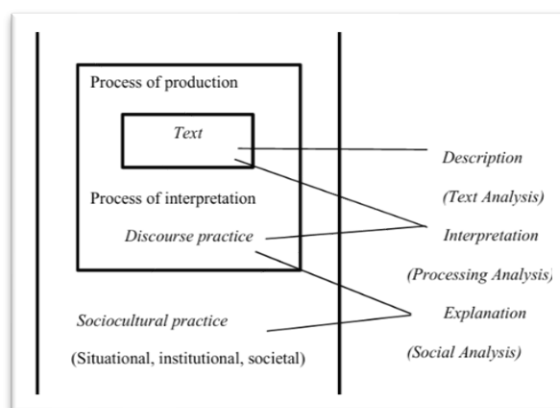 Process of production
Text
Description
(Text Analysis)
Process of interpretation
Discourse practice
Interpretation
(Processing Analysis)
Sociocultural practice
Explanation
(Situational, institutional, societal)
(Social Analysis)